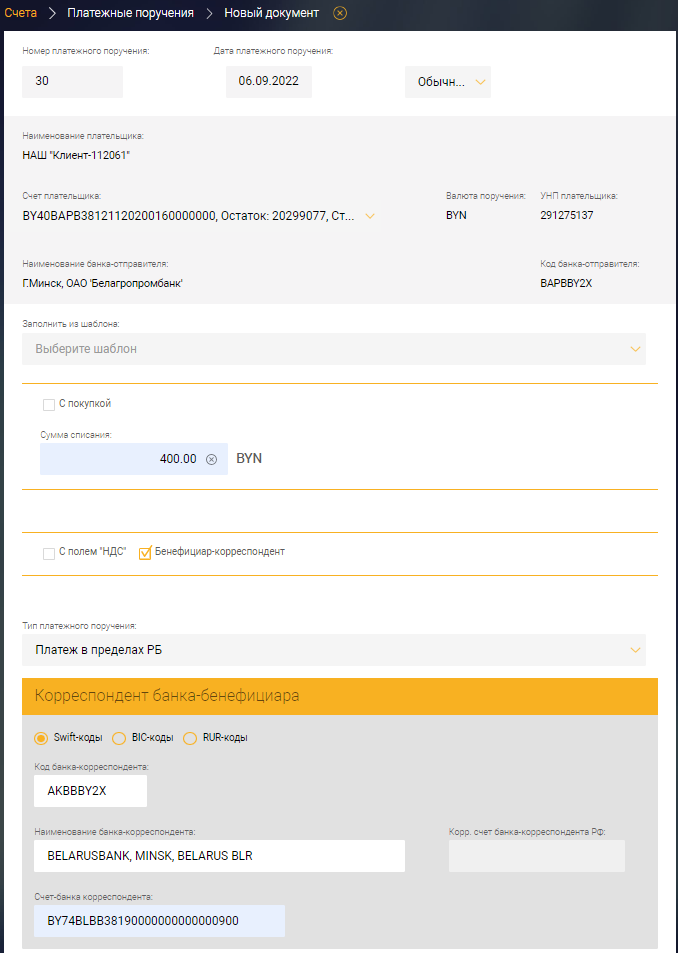 Счета > Платежные поручения > Новый документ
Номер платежного поручения: Дата платежного поручения:
30 06.09.2022 Обычн...
Наименование плательщика:
НАШ "Клиент-112061"
Счет плательщика: Валюта поручения: УНП плательщика:
BY40BAPB38121120200160000000, Остаток: 20299077, Ст... BYN 291275137
Наименование банка-отправителя: Код банка-отправителя:
Г.Минск, ОАО 'Белагропромбанк' BAPBBY2X
Заполнить из шаблона:
Выберите шаблон
С покупкой
Сумма списания:
400.00 BYN
С полем "НДС" Бенефициар-корреспондент
Тип платежного поручения:
Платеж в пределах РБ
Корреспондент банка-бенефициара
Swift-коды BIC-коды RUR-коды
Код банка-корреспондента:
AKBBBY2X
Наименование банка-корреспондента: Корр. счет банка-корреспондента РФ:
BELARUSBANK, MINSK, BELARUS BLR
Счет-банка корреспондента:
BY74BLBB38190000000000000900